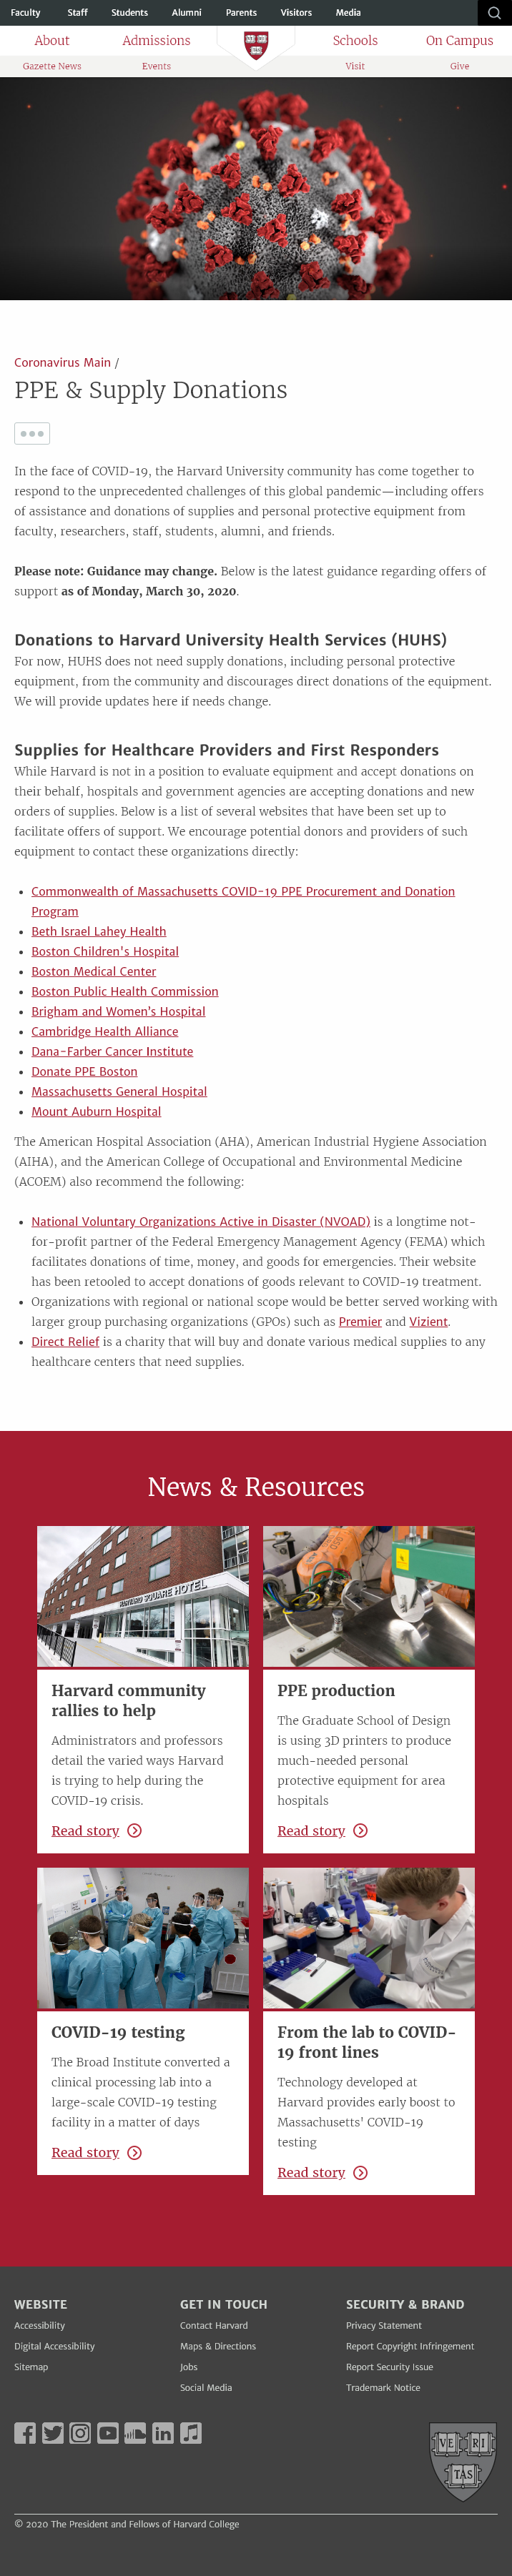 Faculty Staff Students Alumni Parents Visitors Media
About Admissions Schools On Campus
Gazette News Events Visit Give
Coronavirus Main /
PPE & Supply Donations
In the face of COVID-19, the Harvard University community has come together to
respond to the unprecedented challenges of this global pandemic—including offers
of assistance and donations of supplies and personal protective equipment from
faculty, researchers, staff, students, alumni, and friends.
Please note: Guidance may change. Below is the latest guidance regarding offers of
support as of Monday, March 30, 2020.
Donations to Harvard University Health Services (HUHS)
For now, HUHS does not need supply donations, including personal protective
equipment, from the community and discourages direct donations of the equipment.
We will provide updates here if needs change.
Supplies for Healthcare Providers and First Responders
While Harvard is not in a position to evaluate equipment and accept donations on
their behalf, hospitals and government agencies are accepting donations and new
orders of supplies. Below is a list of several websites that have been set up to
facilitate offers of support. We encourage potential donors and providers of such
equipment to contact these organizations directly:
Commonwealth of Massachusetts COVID-19 PPE Procurement and Donation
Program
Beth Israel Lahey Health
Boston Children's Hospital
Boston Medical Center
Boston Public Health Commission
Brigham and Women's Hospital
Cambridge Health Alliance
Dana-Farber Cancer Institute
Donate PPE Boston
Massachusetts General Hospital
Mount Auburn Hospital
The American Hospital Association (AHA), American Industrial Hygiene Association
(AIHA), and the American College of Occupational and Environmental Medicine
(ACOEM) also recommend the following:
National Voluntary Organizations Active in Disaster (NVOAD) is a longtime not-
for-profit partner of the Federal Emergency Management Agency (FEMA) which
facilitates donations of time, money, and goods for emergencies. Their website
has been retooled to accept donations of goods relevant to COVID-19 treatment.
Organizations with regional or national scope would be better served working with
larger group purchasing organizations (GPOs) such as Premier and Vizient.
Direct Relief is a charity that will buy and donate various medical supplies to any
healthcare centers that need supplies.
News & Resources
HARVARD SQUARE HOTEL
Harvard community
rallies to help
Administrators and professors
detail the varied ways Harvard
is trying to help during the
COVID-19 crisis.
Read story
PPE production
The Graduate School of Design
is using 3D printers to produce
much-needed personal
protective equipment for area
hospitals
Read story
COVID-19 testing
The Broad Institute converted a
clinical processing lab into a
large-scale COVID-19 testing
facility in a matter of days
Read story
From the lab to COVID-
19 front lines
Technology developed at
Harvard provides early boost to
Massachusetts' COVID-19
testing
Read story
WEBSITE
Accessibility
Digital Accessibility
Sitemap
GET IN TOUCH
Contact Harvard
Maps & Directions
Jobs
Social Media
SECURITY & BRAND
Privacy Statement
Report Copyright Infringement
Report Security Issue
Trademark Notice
VE RI
TAS
© 2020 The President and Fellows of Harvard College